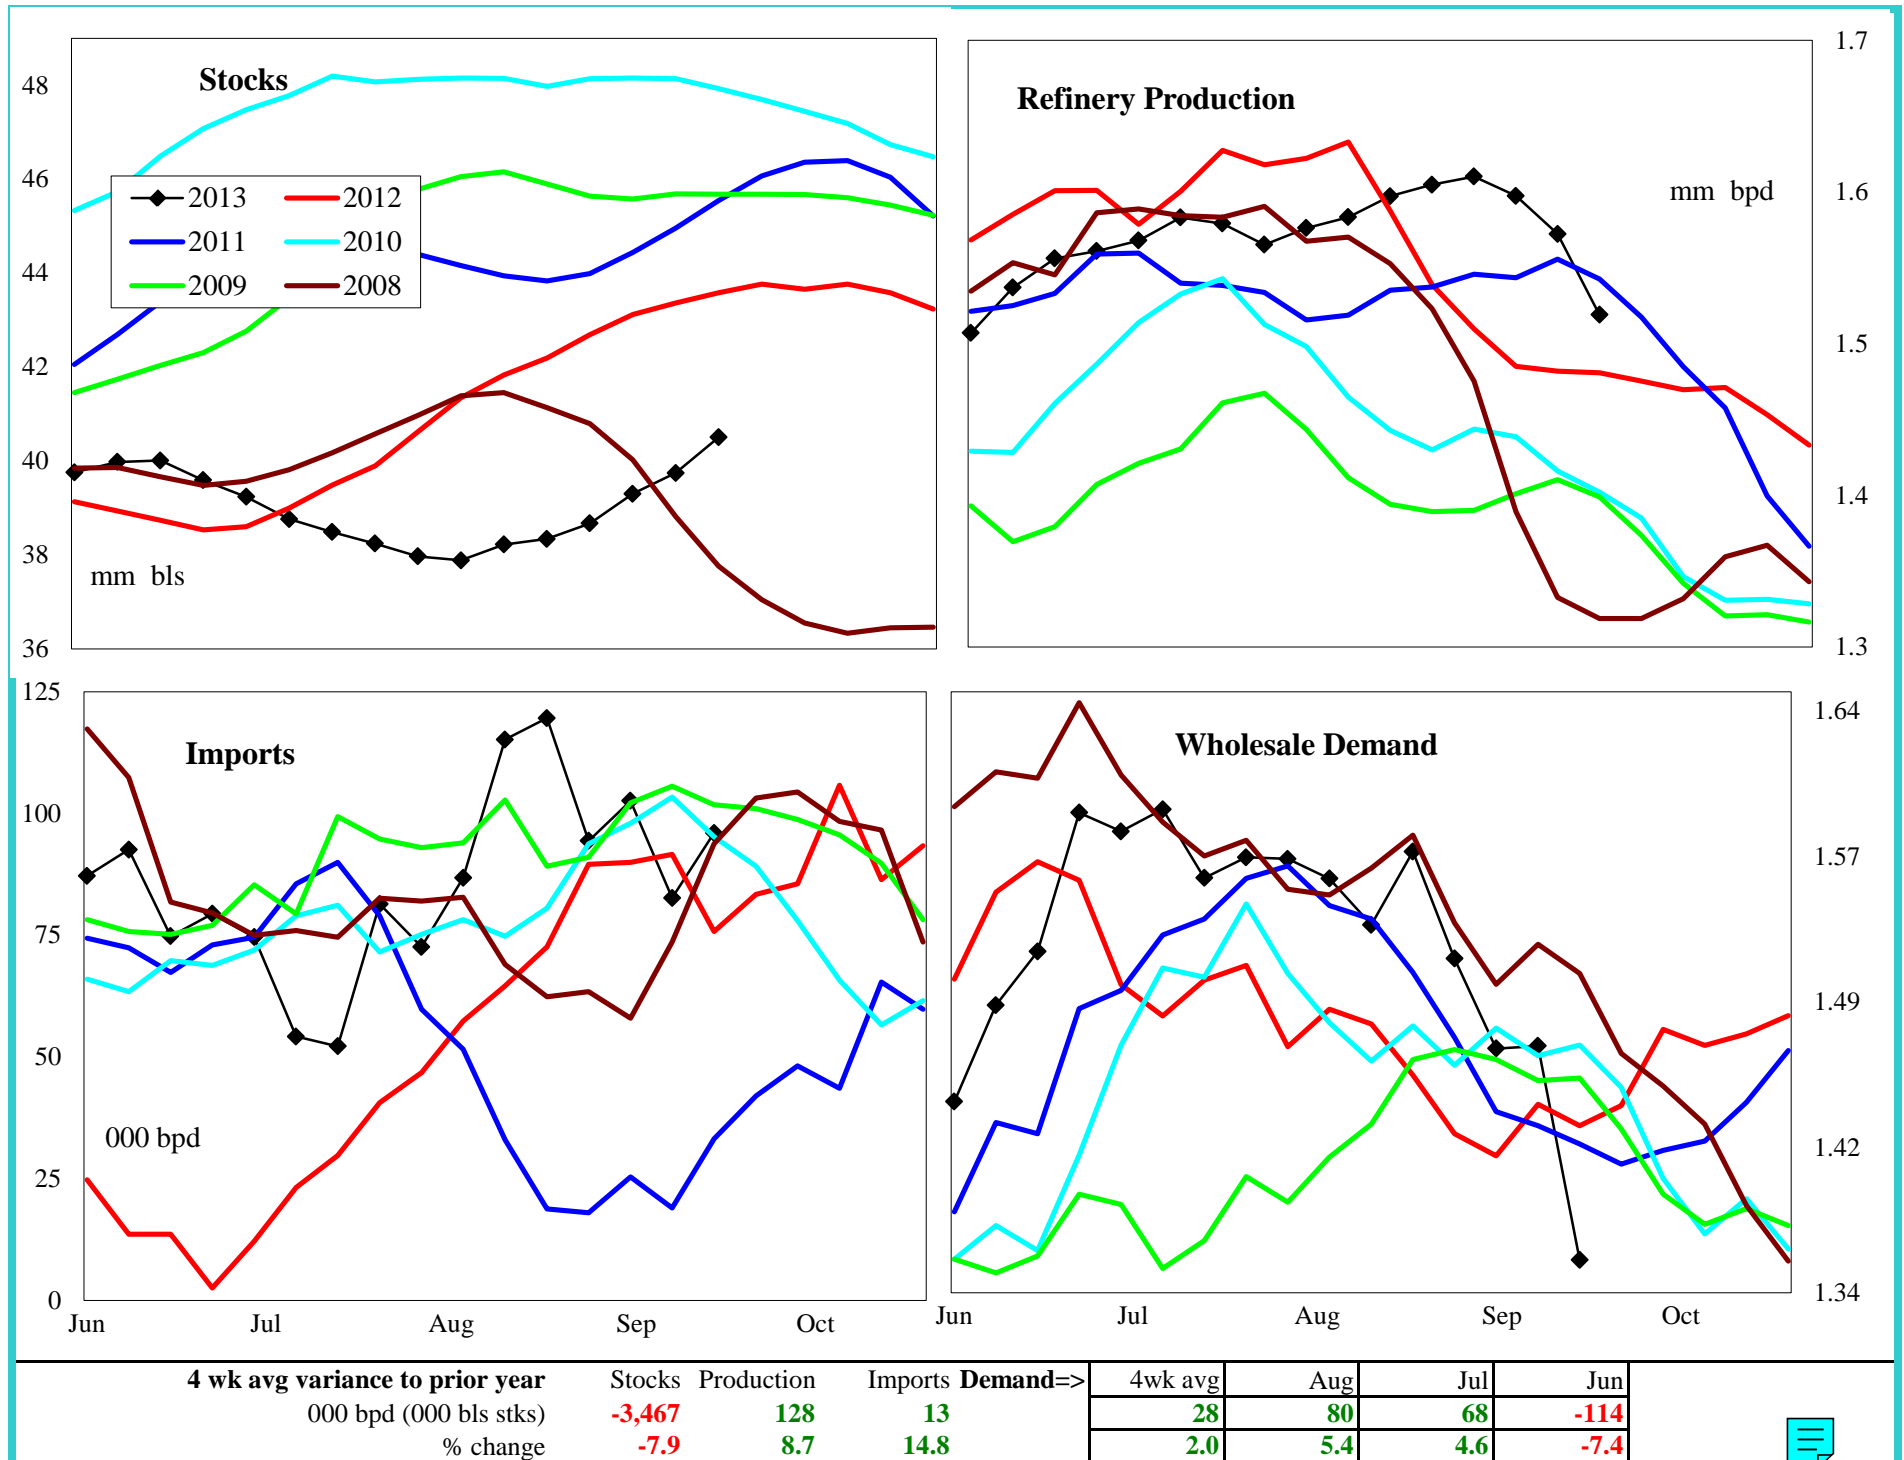 Stocks
48
46
44
42
40
38
36
2013 2012
2011 2010
2009 2008
mm bls
Refinery Production
mm bpd
1.7
1.6
1.5
1.4
1.3
Imports
125
100
75
50
25
0
000 bpd
Jun Jul Aug Sep Oct
Wholesale Demand
1.64
1.57
1.49
1.42
1.34
Jun Jul Aug Sep Oct
4 wk avg variance to prior year Stocks Production Imports Demand=> 4wk avg Aug Jul Jun
000 bpd (000 bls stks) -3,467 128 13 28 80 68 -114
% change -7.9 8.7 14.8 2.0 5.4 4.6 -7.4